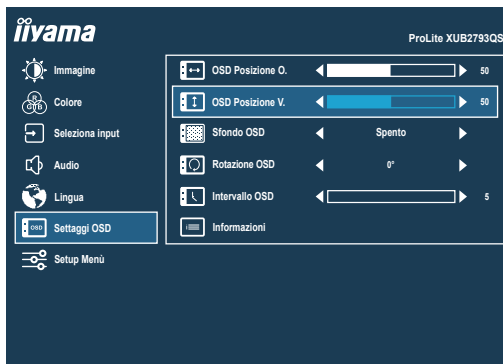 iiyama
ProLite XUB2793QS
Immagine
Colore
R
G B
Seleziona input
Audio
Lingua
OSD Settaggi OSD
Setup Menù
OSD Posizione O. 50
OSD Posizione V. 50
Sfondo OSD Spento
Rotazione OSD 0°
Intervallo OSD 5
Informazioni